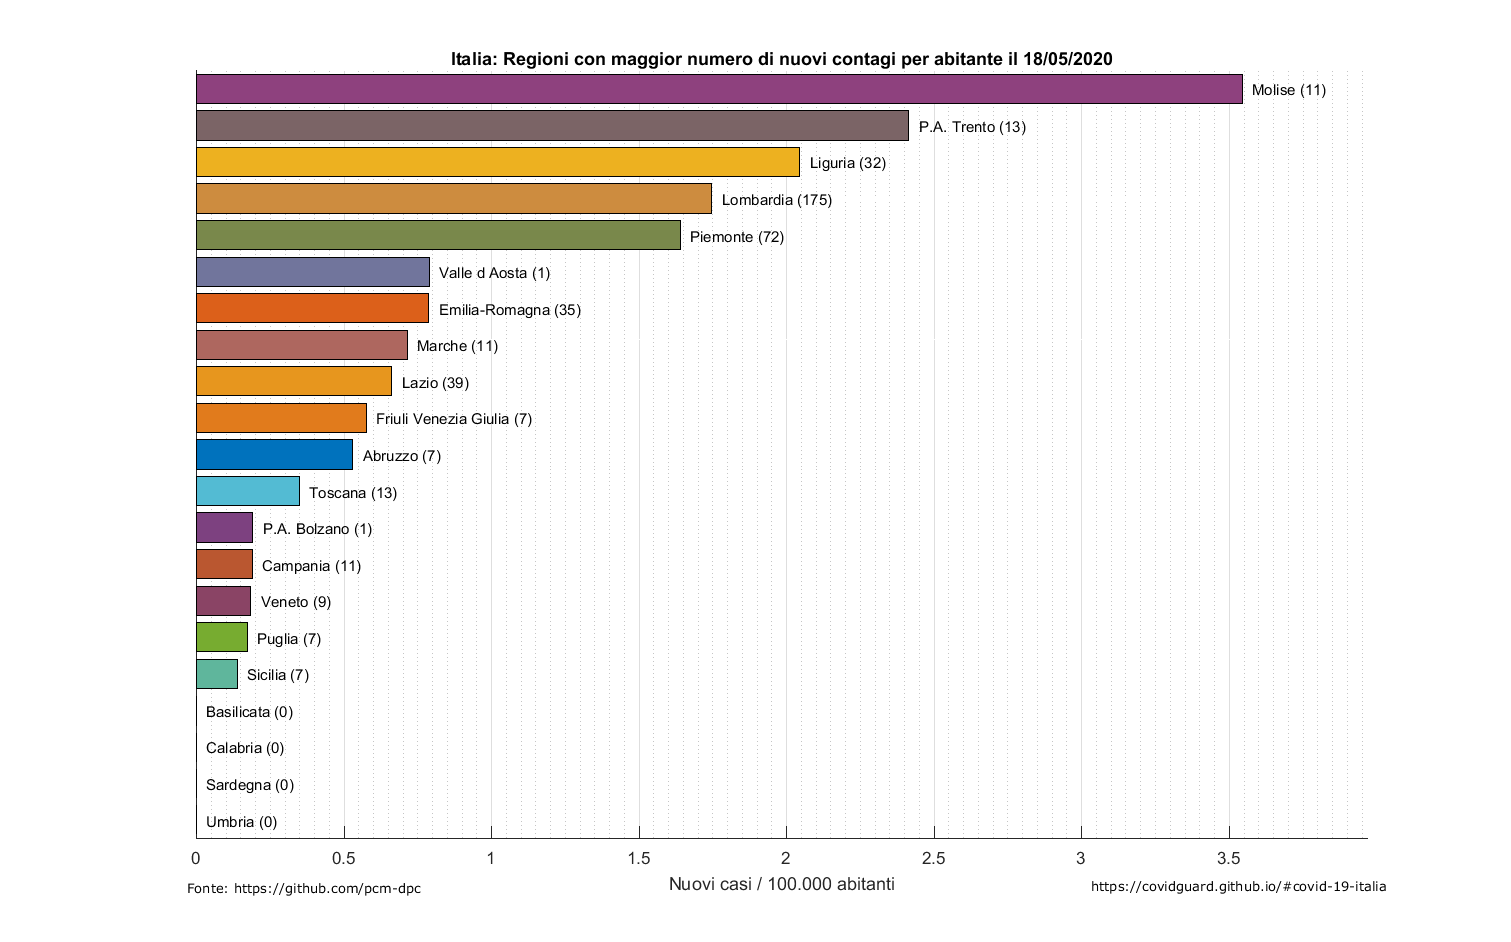 Italia: Regioni con maggior numero di nuovi contagi per abitante il 18/05/2020
Molise (11)
P.A. Trento (13)
Liguria (32)
Lombardia (175)
Piemonte (72)
Valle d Aosta (1)
Emilia-Romagna (35)
Marche (11)
Lazio (39)
Friuli Venezia Giulia (7)
Abruzzo (7)
Toscana (13)
P.A. Bolzano (1)
Campania (11)
Veneto (9)
Puglia (7)
Sicilia (7)
Basilicata (0)
Calabria (0)
Sardegna (0)
Umbria (0)
0 0.5 1 1.5 2 2.5 3 3.5
Nuovi casi / 100.000 abitanti
Fonte: https://github.com/pcm-dpc
https://covidguard.github.io/#covid-19-italia